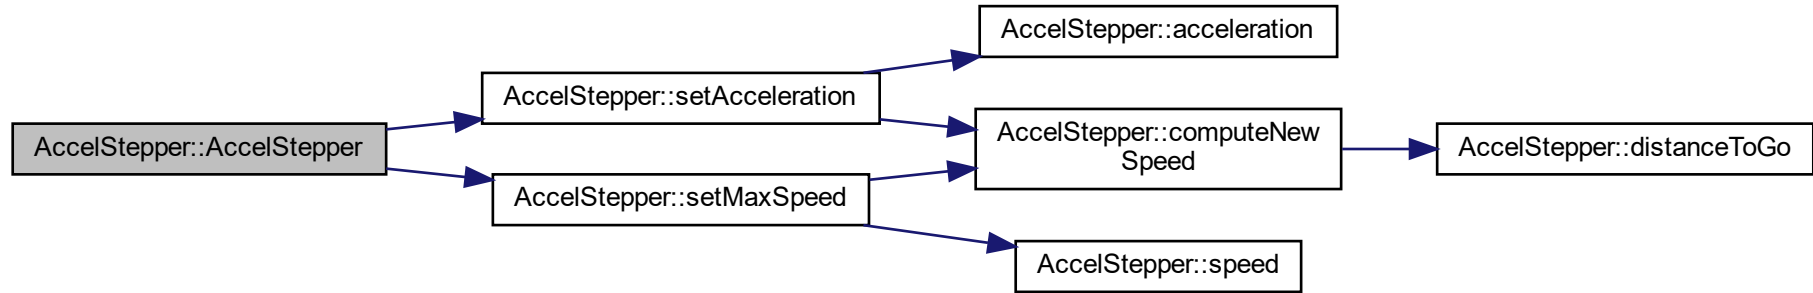 AccelStepper::AccelStepper
AccelStepper::setAcceleration
AccelStepper::setMaxSpeed
AccelStepper::acceleration
AccelStepper::computeNew
Speed
AccelStepper::speed
AccelStepper::distanceToGo